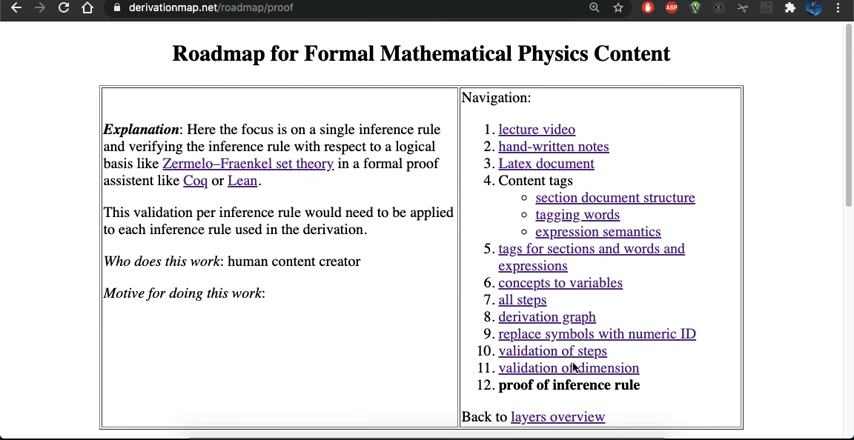 derivationmap.net/roadmap/proof
ABP
Roadmap for Formal Mathematical Physics Content
Explanation: Here the focus is on a single inference rule
and verifying the inference rule with respect to a logical
basis like Zermelo–Fraenkel set theory in a formal proof
assistant like Coq or Lean.
This validation per inference rule would need to be applied
to each inference rule used in the derivation.
Who does this work: human content creator
Motive for doing this work:
Navigation:
1. lecture video
2. hand-written notes
3. Latex document
4. Content tags
section document structure
tagging words
expression semantics
5. tags for sections and words and
expressions
6. concepts to variables
7. all steps
8. derivation graph
9. replace symbols with numeric ID
10. validation of steps
11. validation of dimension
12. proof of inference rule
Back to layers overview